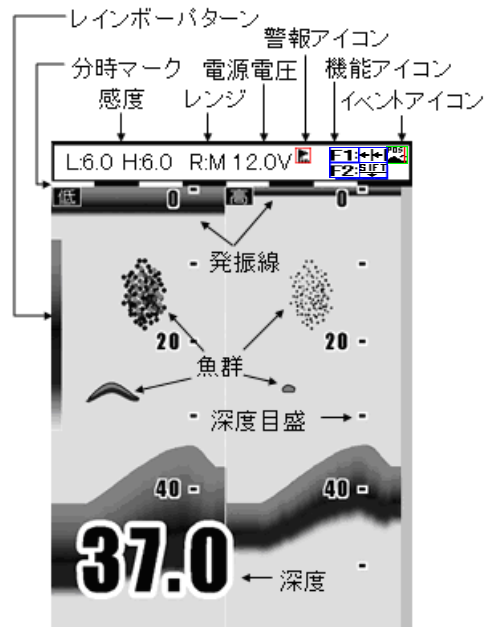 レインボーパターン
警報アイコン
分時マーク 電源電圧 機能アイコン
感度 レンジ イベントアイコン
L:6.0 H:6.0 R:M 12.0V F1: POS
F2: SIFT
低 0 高 0
発振線
20 20
魚群
深度目盛
40 40
37.0
深度